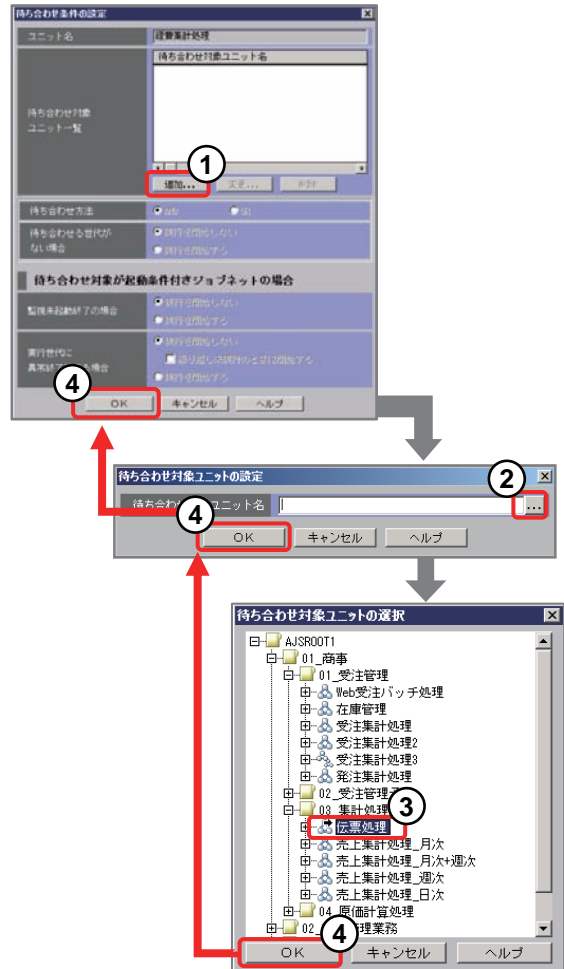 待ち合わせ条件の設定
ユニット名
経費集計処理
待ち合わせ対象ユニット名
待ち合わせ対象
ユニット一覧
1
追加...
変更...
削除
待ち合わせ方法
待ち合わせる世代が
ない場合
実行を開始しない
実行を開始する
待ち合わせ対象が起動条件付きジョブネットの場合
監視未起動終了の場合
実行を開始しない
実行を開始する
実行世代に
実行を開始しない
実行を開始する
4
OK
キャンセル
ヘルプ
待ち合わせ対象ユニットの設定
2
ユニット名
...
4
OK
キャンセル
ヘルプ
待ち合わせ対象ユニットの選択
AJSROOT1
01_商事
01_受注管理
Web受注バッチ処理
在庫管理
受注集計処理
受注集計処理2
受注集計処理3
発注集計処理
02_受注管理
03_集計処理
3
伝票処理
売上集計処理_月次
売上集計処理_月次+週次
売上集計処理_週次
売上集計処理_日次
04_原価計算処理
02_
理業務
4
OK
キャンセル
ヘルプ